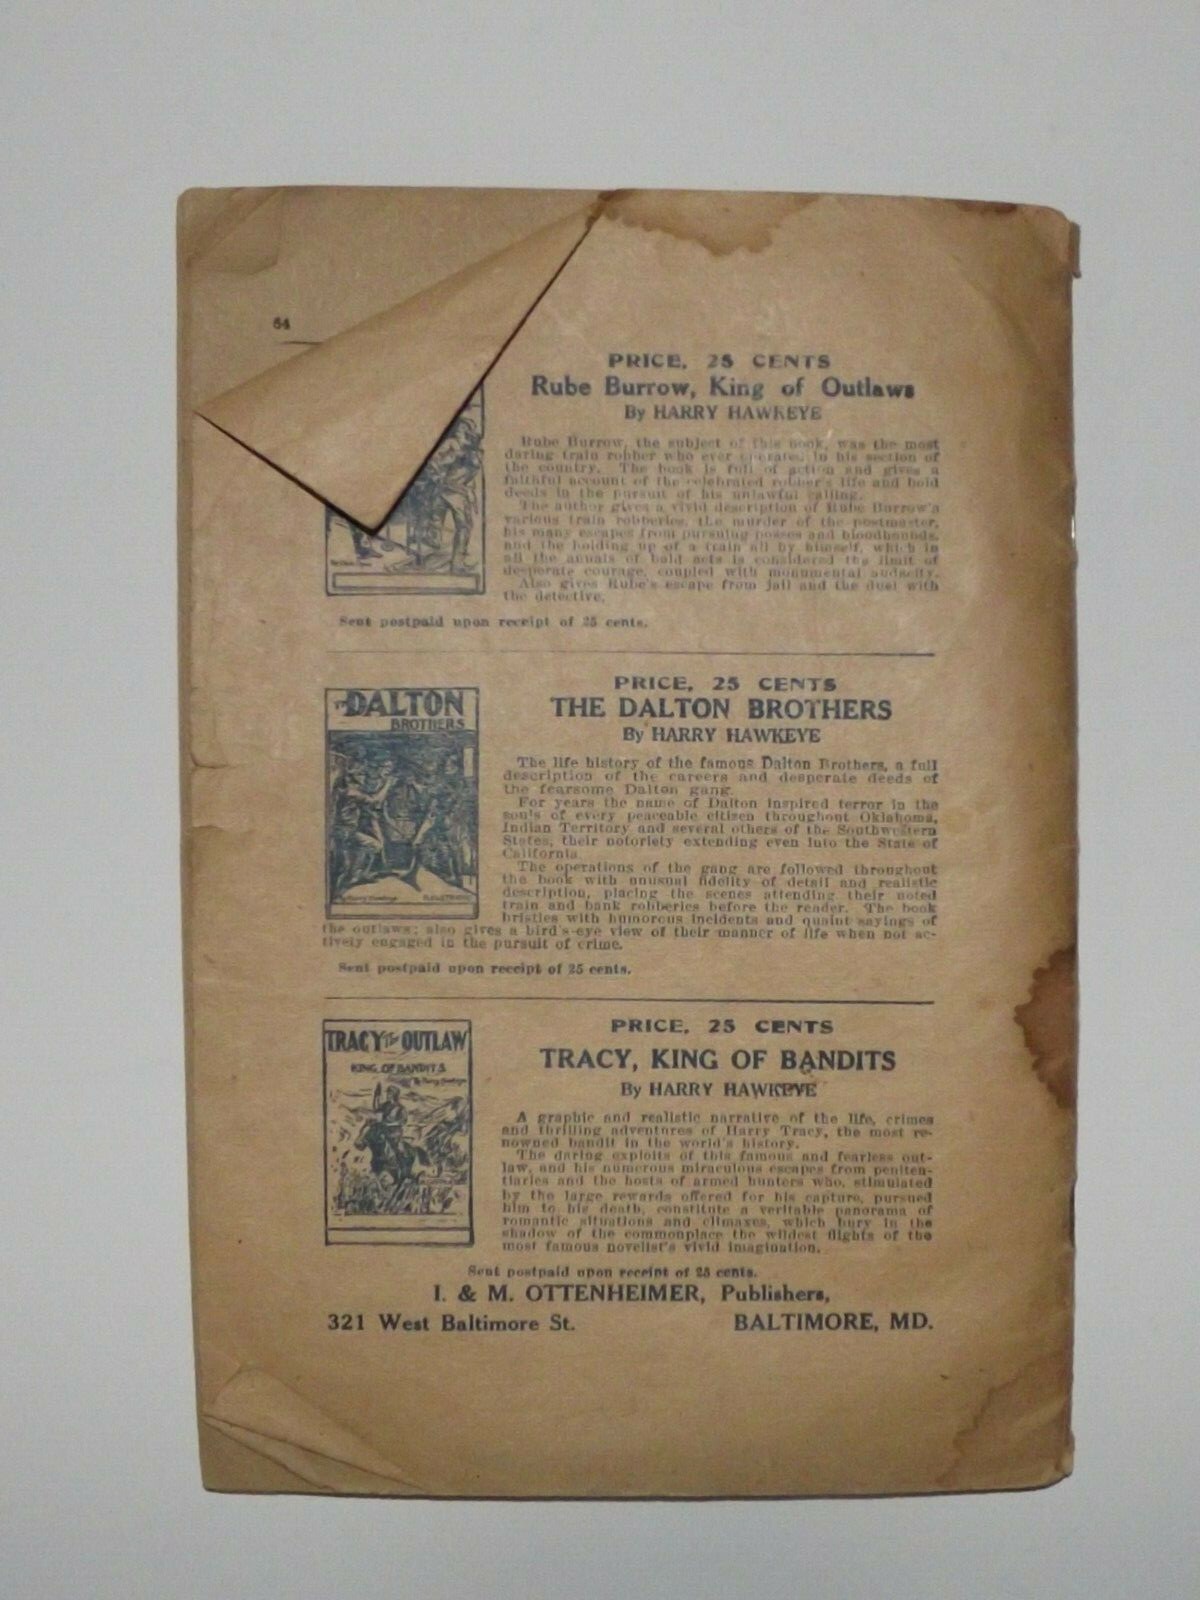 64
PRICE, 25 CENTS
Rube Burrow, King of Outlaws
By HARRY HAWKEYE
Rube Burrow, the subject of this book, was the most
daring train robber who ever operated in his section of
the country. The book is full of action and gives a
faithful account of the celebrated robber's life and bold
deeds in the pursuit of his unlawful calling.
The author gives a vivid description of Rube Burrow's
various train robberies, the murder of the postmaster,
his many escapes from pursuing posses and bloodhounds,
and the holding up of a train all by himself, which in
all the annals of bald acts is considered the limit of
desperate courage, coupled with monumental audacity.
Also gives Rube's escape from jail and the duel with
the detective.
Sent postpaid upon receipt of 25 cents.
THE DALTON
BROTHERS
PRICE, 25 CENTS
THE DALTON BROTHERS
By HARRY HAWKEYE
The life history of the famous Dalton Brothers, a full
description of the careers and desperate deeds of
the fearsome Dalton gang.
For years the name of Dalton inspired terror in the
souls of every peaceable citizen throughout Oklahoma,
Indian Territory and several others of the Southwestern
States, their notoriety extending even into the State of
California
The operations of the gang are followed throughout
the book with unusual fidelity of detail and realistic
description, placing the scenes attending their noted
train and bank robberies before the reader. The book
bristles with humorous incidents and quaint sayings of
the outlaws; also gives a bird's-eye view of their manner of life when not ac-
tively engaged in the pursuit of crime.
Sent postpaid upon receipt of 25 cents.
TRACY The OUTLAW
KING OF BANDITS
By Harry Hawkeye
PRICE, 25 CENTS
TRACY, KING OF BANDITS
By HARRY HAWKEYE
A graphic and realistic narrative of the life, crimes
and thrilling adventures of Harry Tracy, the most re-
nowned bandit in the world's history.
The daring exploits of this famous and fearless out-
law, and his numerous miraculous escapes from peniten-
tiaries and the hosts of armed hunters who, stimulated
by the large rewards offered for his capture, pursued
him to his death, constitute a veritable panorama of
romantic situations and climaxes, which bury in the
shadow of the commonplace the wildest flights of the
most famous novelist's vivid imagination.
Sent postpaid upon receipt of 25 cents.
I. & M. OTTENHEIMER, Publishers,
321 West Baltimore St. BALTIMORE, MD.